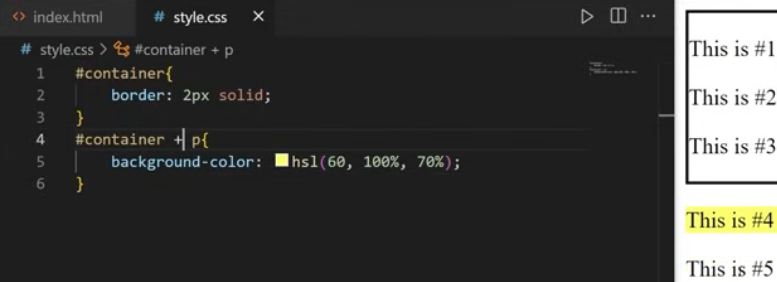 index.html
# style.css
# style.css > #container + p
1 #container{
2 border: 2px solid;
3 }
4 #container + p{
5 background-color: hsl(60, 100%, 70%);
6 }
This is #1
This is #2
This is #3
This is #4
This is #5